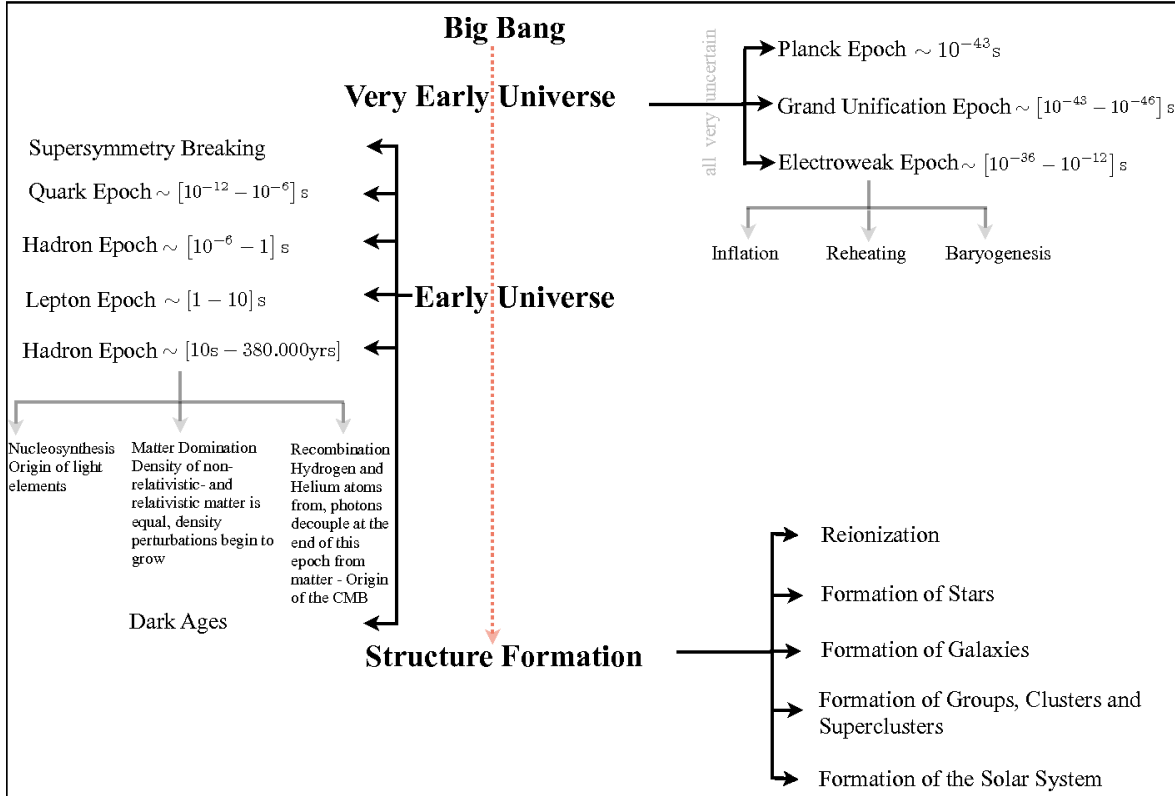 Big Bang
all very uncertain
Planck Epoch ∼ 10⁻⁴³ s
Very Early Universe
Grand Unification Epoch ∼ [10⁻⁴³ − 10⁻⁴⁶] s
Electroweak Epoch ∼ [10⁻³⁶ − 10⁻¹²] s
Inflation
Reheating
Baryogenesis
Supersymmetry Breaking
Quark Epoch ∼ [10⁻¹² − 10⁻⁶] s
Hadron Epoch ∼ [10⁻⁶ − 1] s
Lepton Epoch ∼ [1 − 10] s
Early Universe
Hadron Epoch ∼ [10s − 380.000yrs]
Nucleosynthesis
Origin of light
elements
Matter Domination
Density of non-
relativistic- and
relativistic matter is
equal, density
perturbations begin to
grow
Recombination
Hydrogen and
Helium atoms
from, photons
decouple at the
end of this
epoch from
matter - Origin
of the CMB
Dark Ages
Structure Formation
Reionization
Formation of Stars
Formation of Galaxies
Formation of Groups, Clusters and
Superclusters
Formation of the Solar System